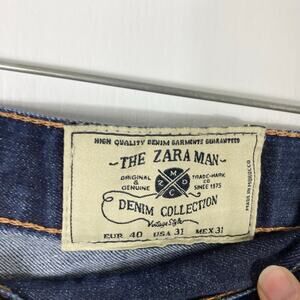 HIGH QUALITY DENIM GARMENTS GUARANTEED
THE ZARA MAN
ORIGINAL & GENUINE
M
Z D
C
TRADE-MARK CO SINCE 1975
DENIM COLLECTION
Vintage Style
EUR 40 USA 31 MEX 31
MADE IN MOROCCO